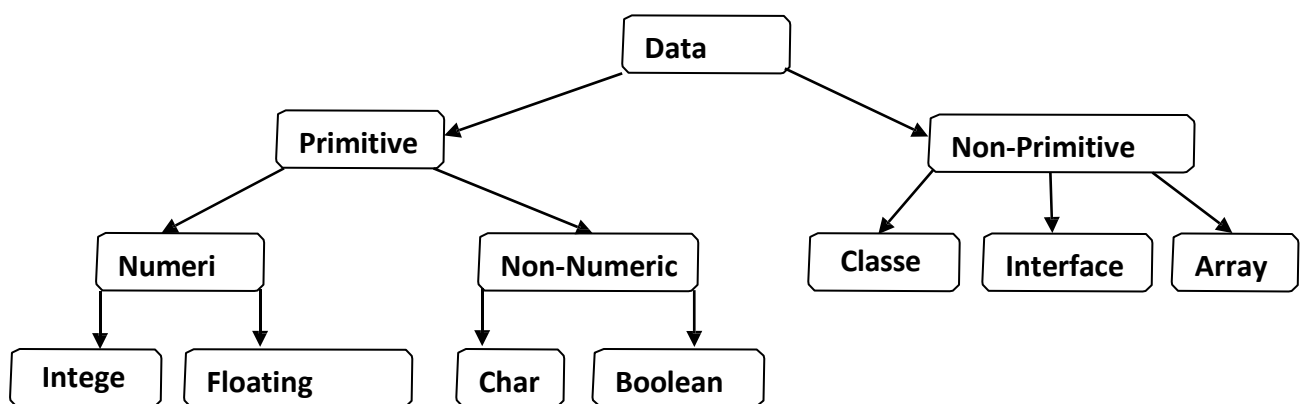 Data
Primitive
Non-Primitive
Numeri
Non-Numeric
Classe
Interface
Array
Intege
Floating
Char
Boolean